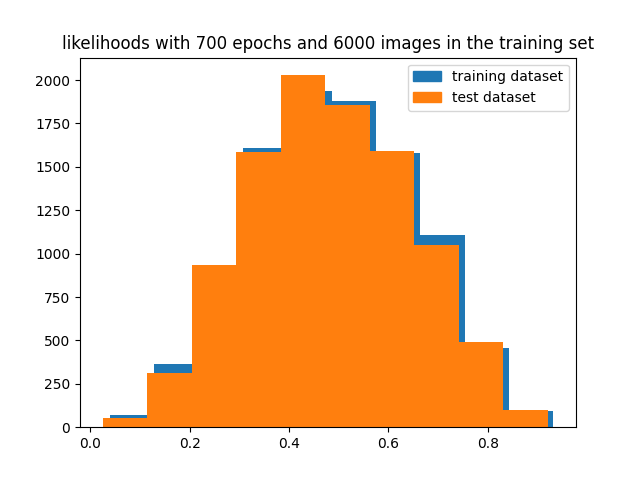 likelihoods with 700 epochs and 6000 images in the training set
training dataset
test dataset
2000
1750
1500
1250
1000
750
500
250
0
0.0 0.2 0.4 0.6 0.8